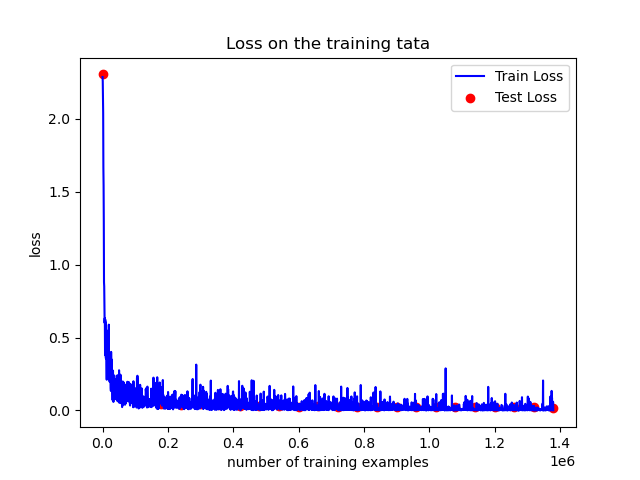 Loss on the training tata
Train Loss
Test Loss
2.0
1.5
1.0
0.5
0.0
loss
0.0 0.2 0.4 0.6 0.8 1.0 1.2 1.4
1e6
number of training examples